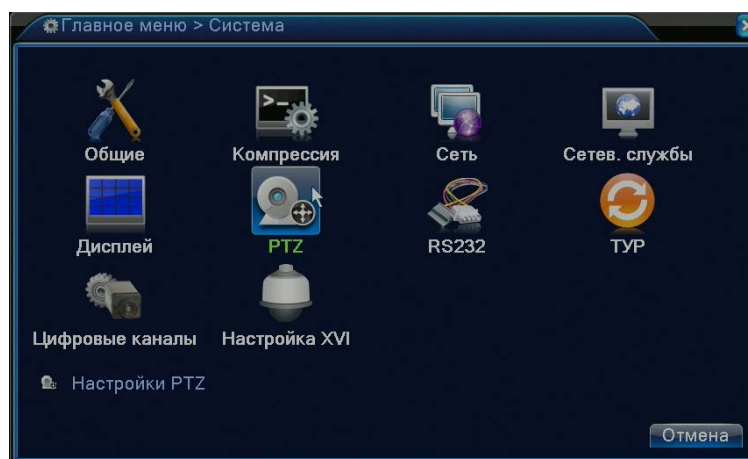 Главное меню > Система
Общие
Компрессия
Сеть
Сетев. службы
Дисплей
PTZ
RS232
ТУР
Цифровые каналы
Настройка XVI
Настройки PTZ
Отмена